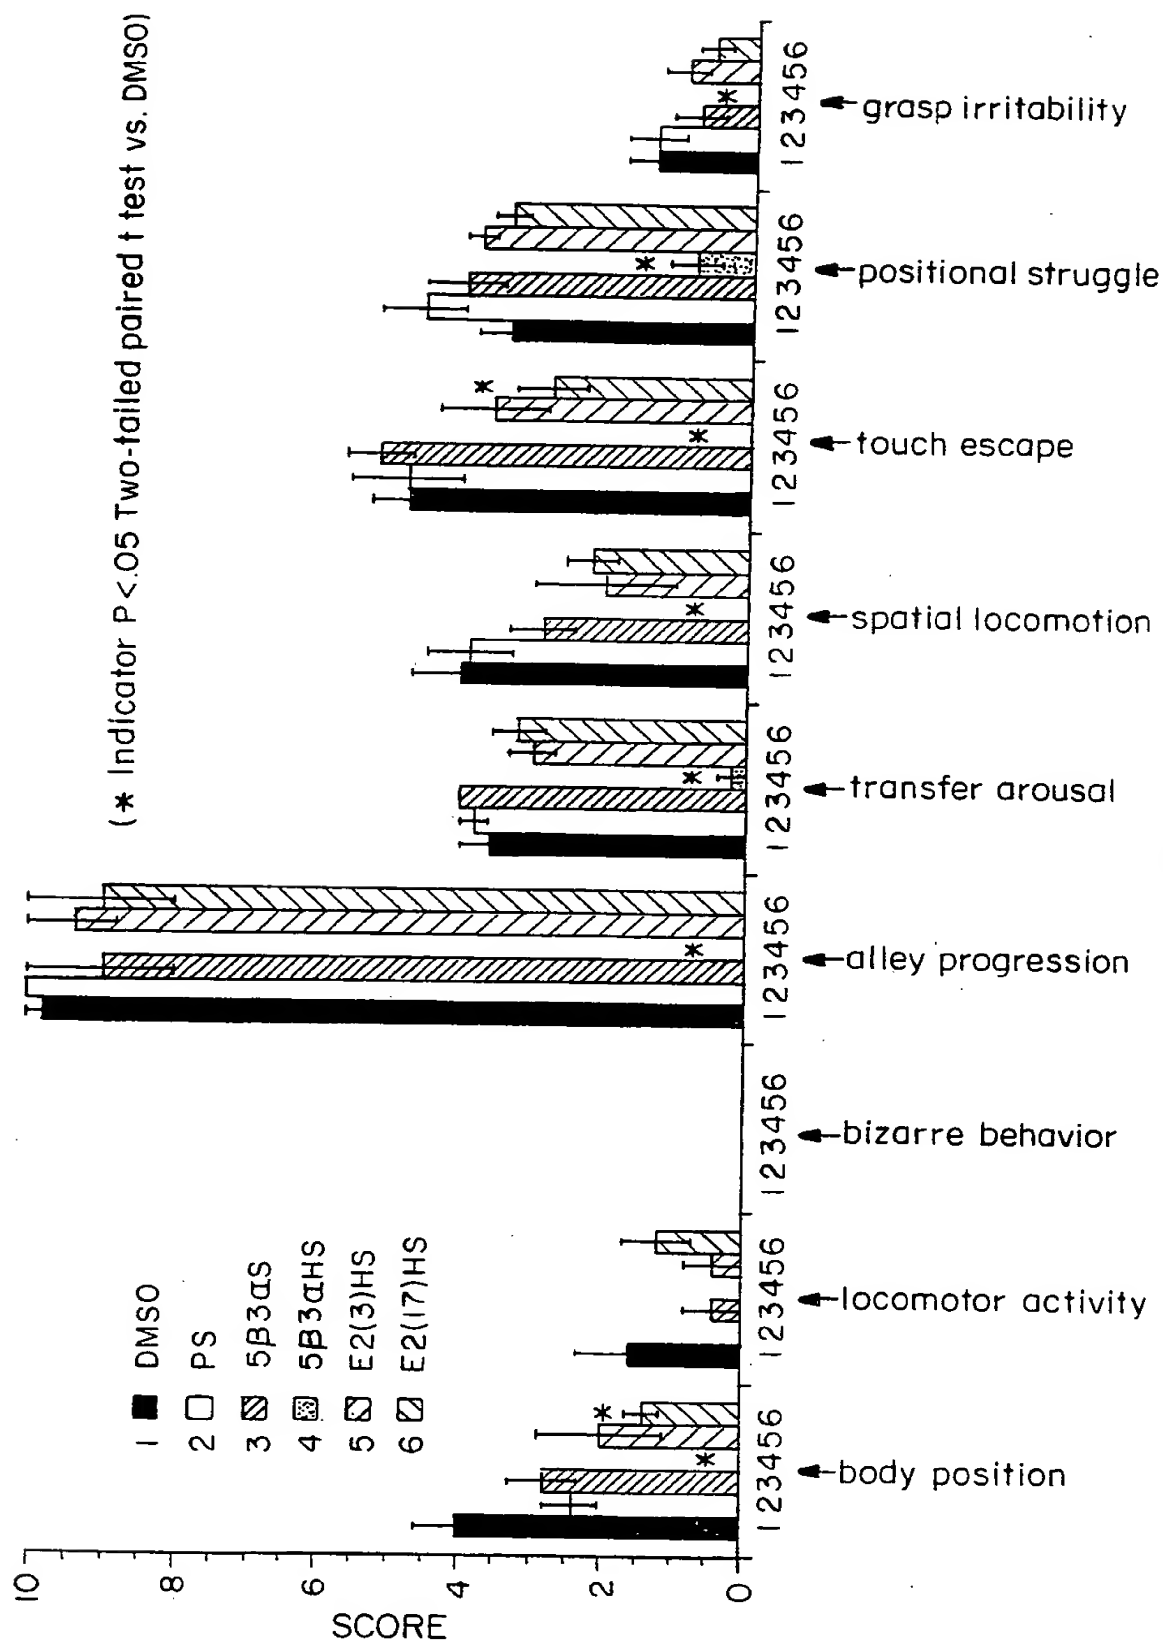 (* Indicator P<.05 Two-tailed paired t test vs. DMSO)
1 DMSO
2 PS
3 5β3αS
4 5β3αHS
5 E2(3)HS
6 E2(17)HS
SCORE
10
8
6
4
2
0
* *
*
* *
*
*
* *
*
*
123456 123456 123456 123456 123456 123456 123456 123456 123456
body position
locomotor activity
bizarre behavior
alley progression
transfer arousal
spatial locomotion
touch escape
positional struggle
grasp irritability